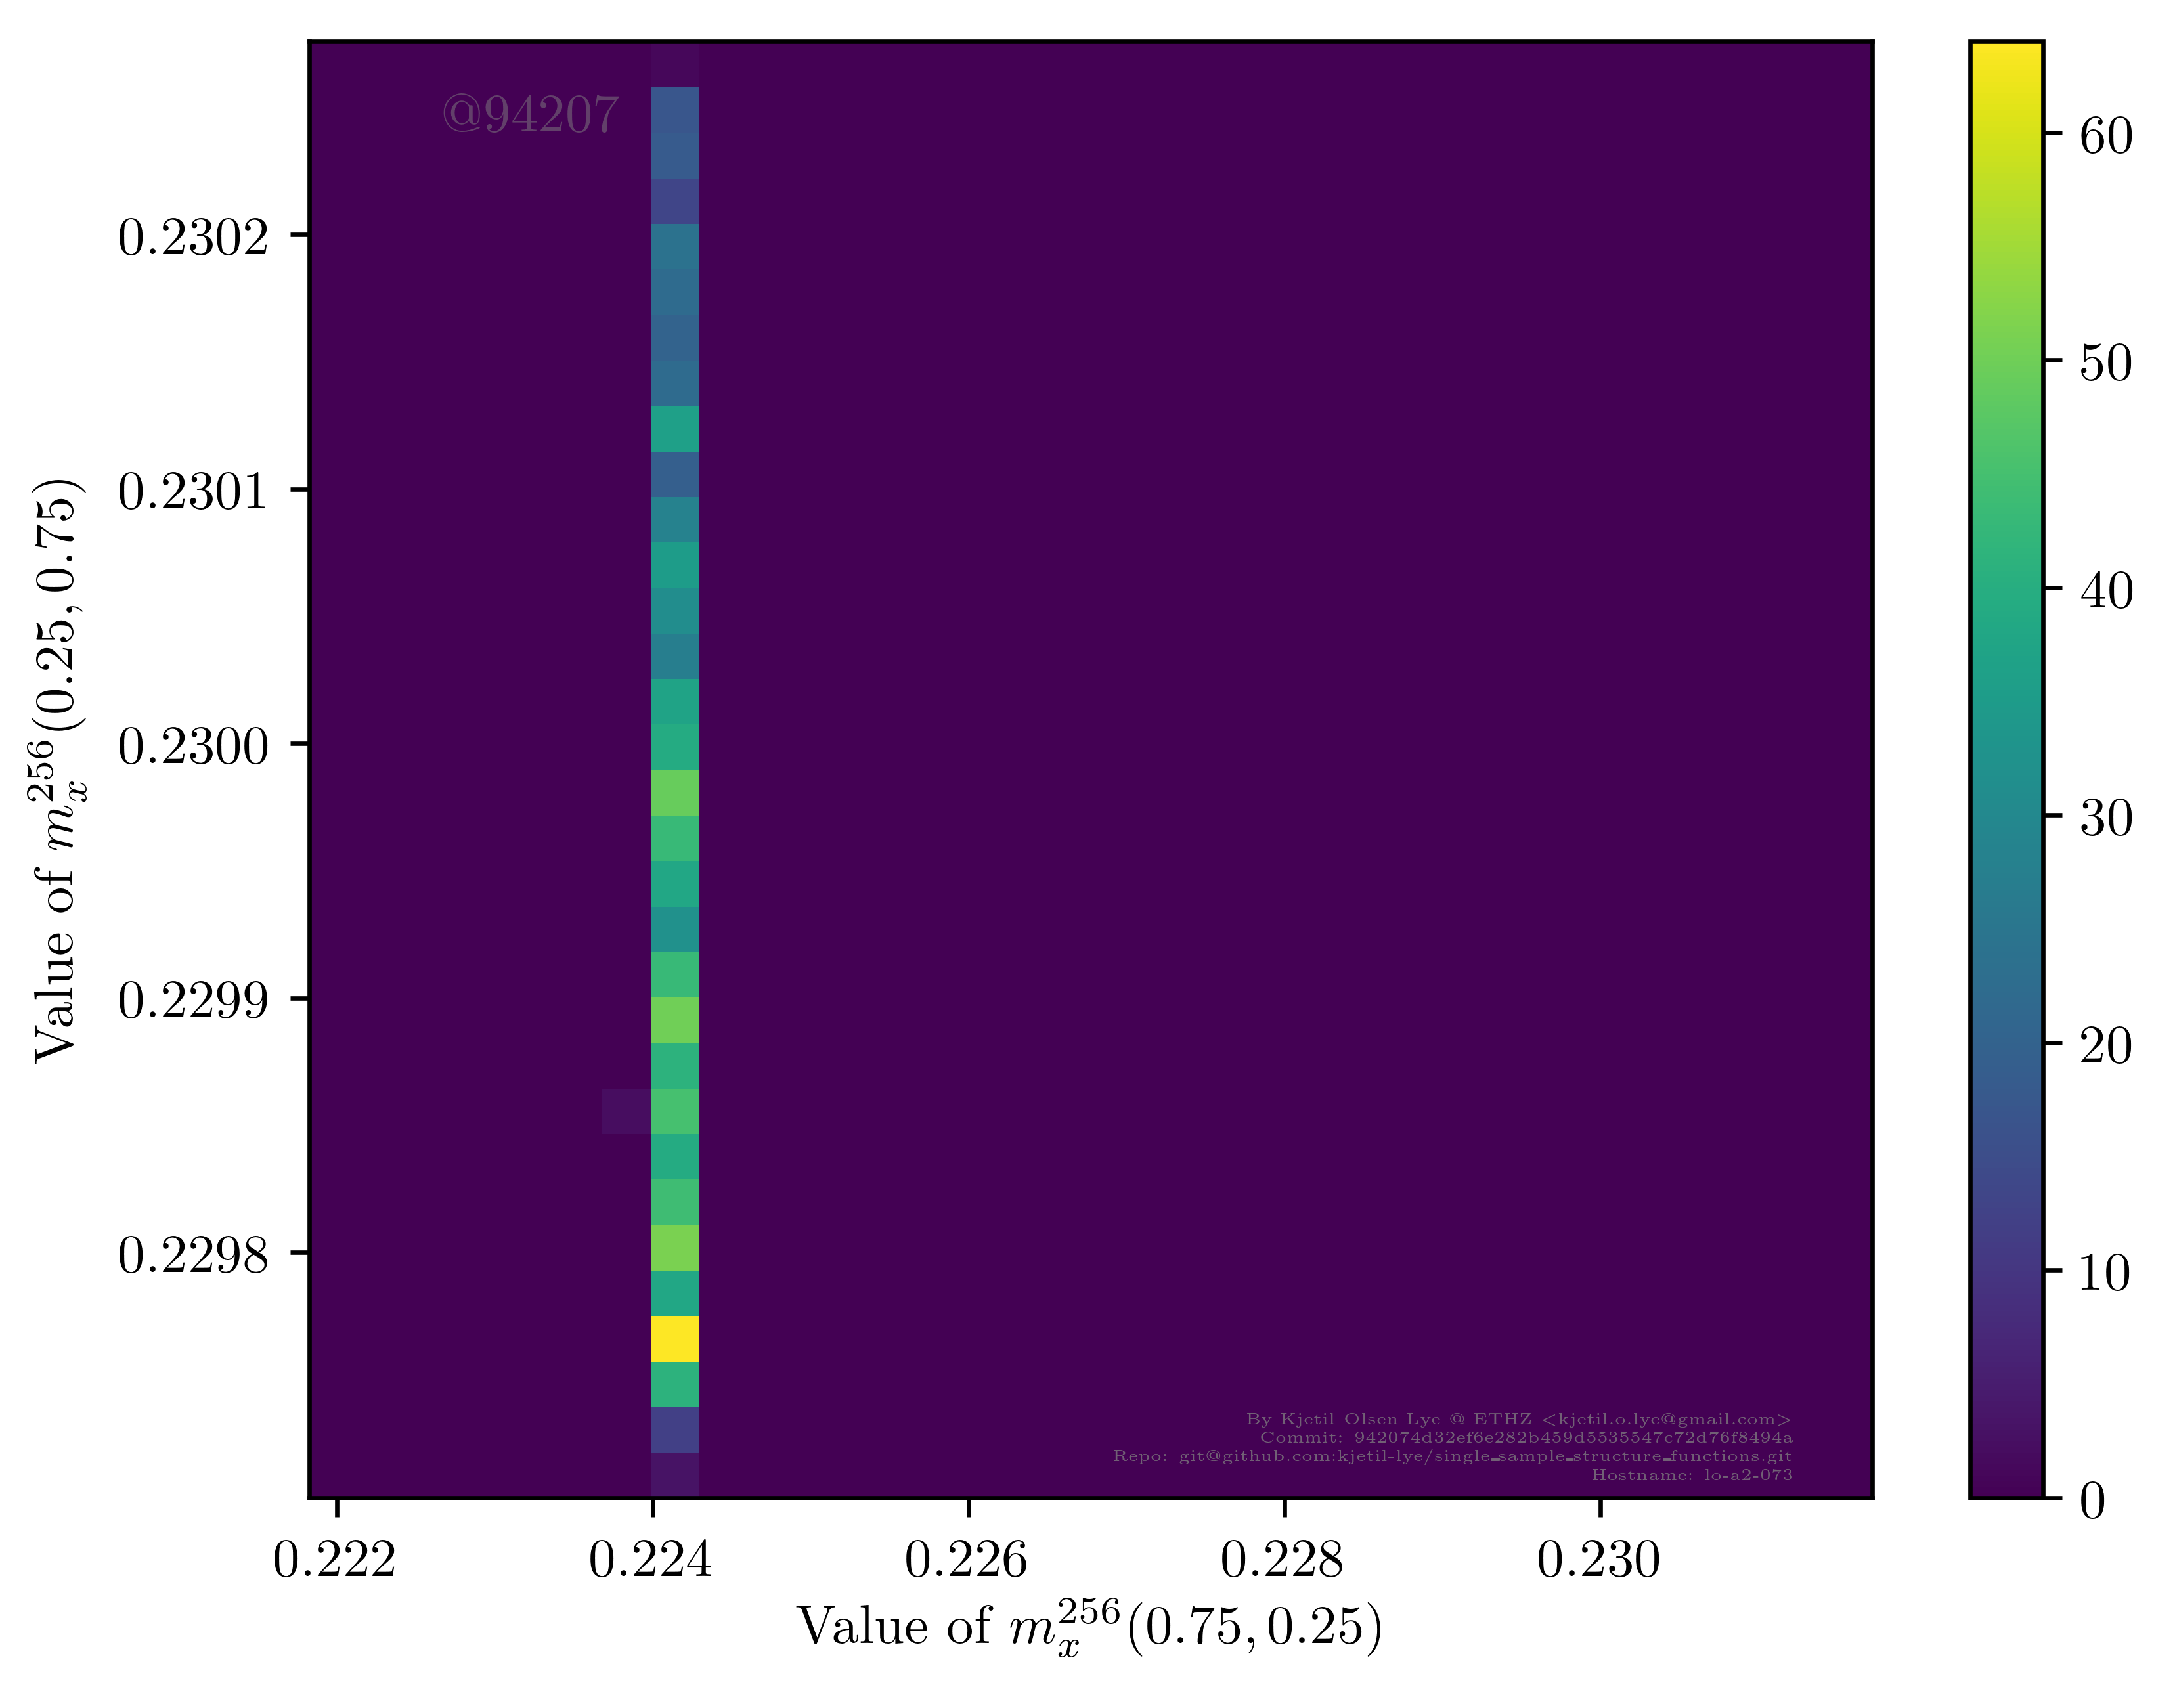 @94207
0.2302
0.2301
0.2300
0.2299
0.2298
Value of $m_x^{256}(0.25, 0.75)$
0.222 0.224 0.226 0.228 0.230
Value of $m_x^{256}(0.75, 0.25)$
60
50
40
30
20
10
0
By Kjetil Olsen Lye @ ETHZ <kjetil.o.lye@gmail.com>
Commit: 942074d32ef6e282b459d5535547c72d76f8494a
Repo: git@github.com:kjetil-lye/single_sample_structure_functions.git
Hostname: lo-a2-073